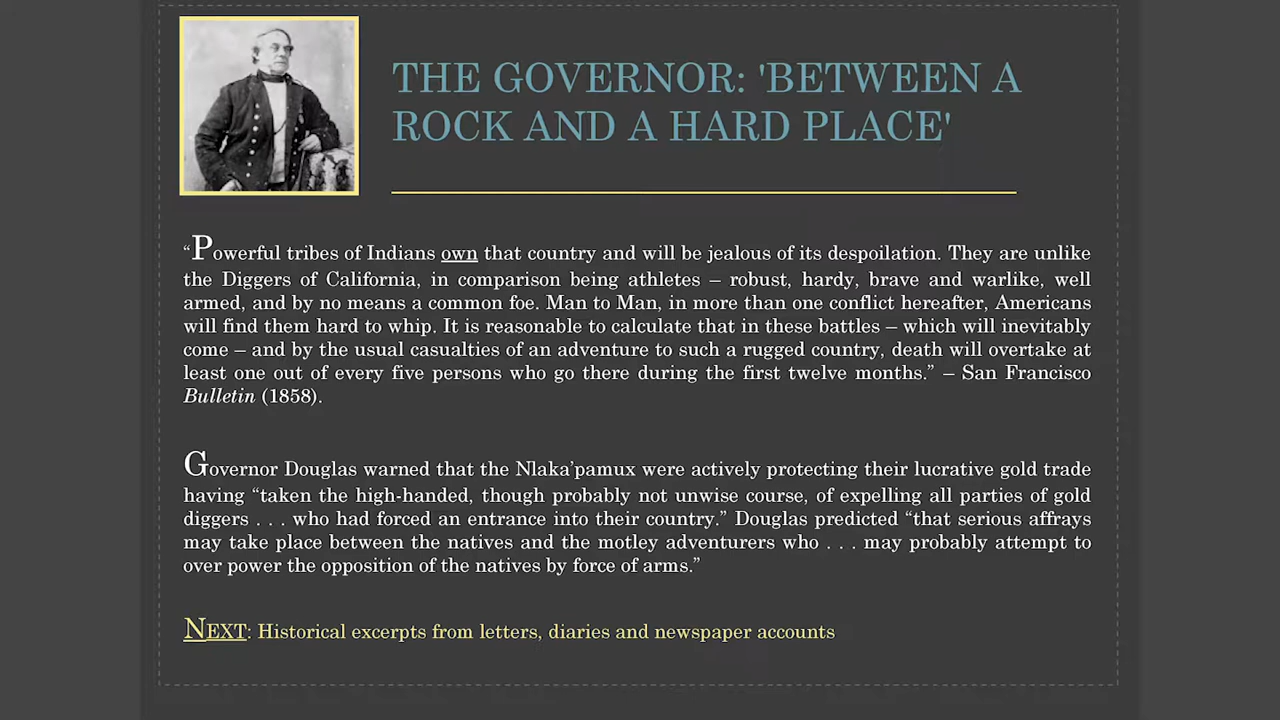 THE GOVERNOR: 'BETWEEN A
ROCK AND A HARD PLACE'
“Powerful tribes of Indians own that country and will be jealous of its despoilation. They are unlike
the Diggers of California, in comparison being athletes – robust, hardy, brave and warlike, well
armed, and by no means a common foe. Man to Man, in more than one conflict hereafter, Americans
will find them hard to whip. It is reasonable to calculate that in these battles – which will inevitably
come – and by the usual casualties of an adventure to such a rugged country, death will overtake at
least one out of every five persons who go there during the first twelve months.” – San Francisco
Bulletin (1858).
Governor Douglas warned that the Nlaka’pamux were actively protecting their lucrative gold trade
having “taken the high-handed, though probably not unwise course, of expelling all parties of gold
diggers . . . who had forced an entrance into their country.” Douglas predicted “that serious affrays
may take place between the natives and the motley adventurers who . . . may probably attempt to
over power the opposition of the natives by force of arms.”
NEXT: Historical excerpts from letters, diaries and newspaper accounts